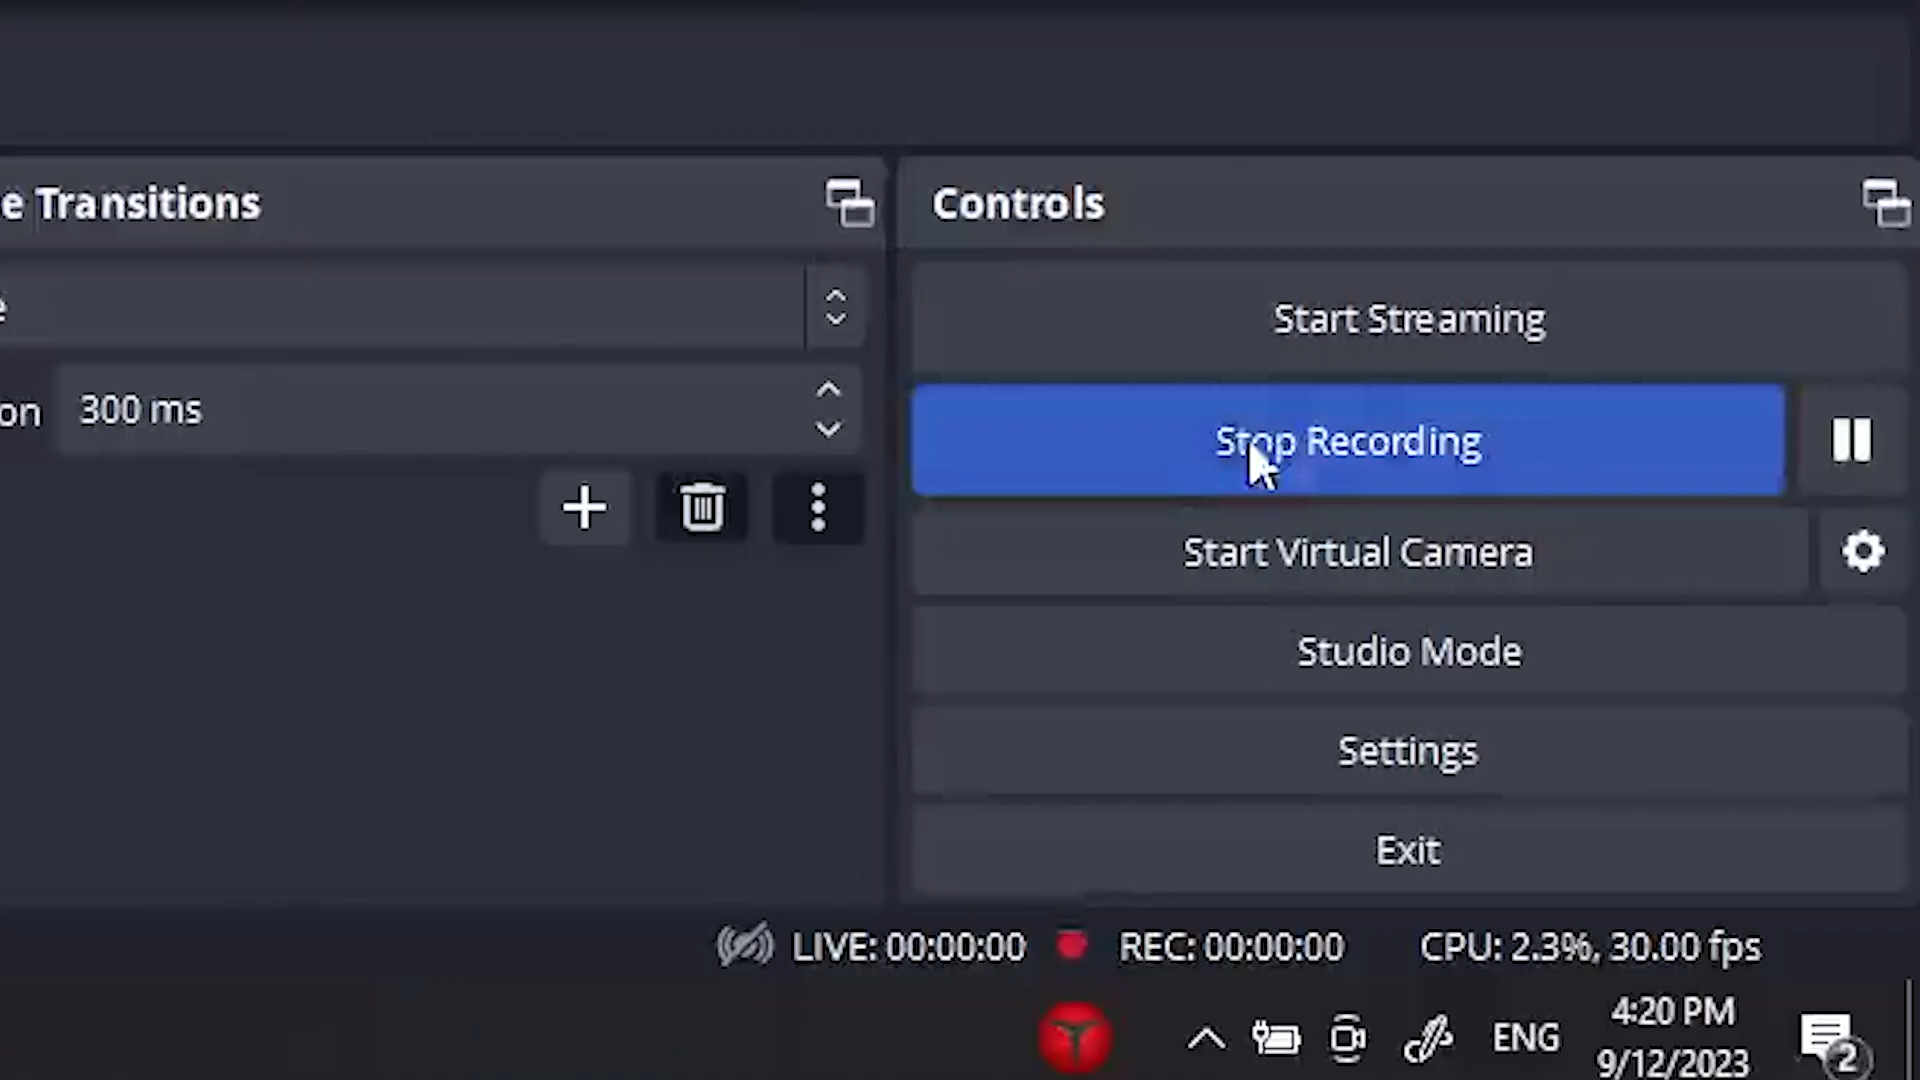 e Transitions
Controls
e
Start Streaming
on 300 ms
Stop Recording
Start Virtual Camera
Studio Mode
Settings
Exit
LIVE: 00:00:00 REC: 00:00:00 CPU: 2.3%, 30.00 fps
ENG
4:20 PM
9/12/2023
2